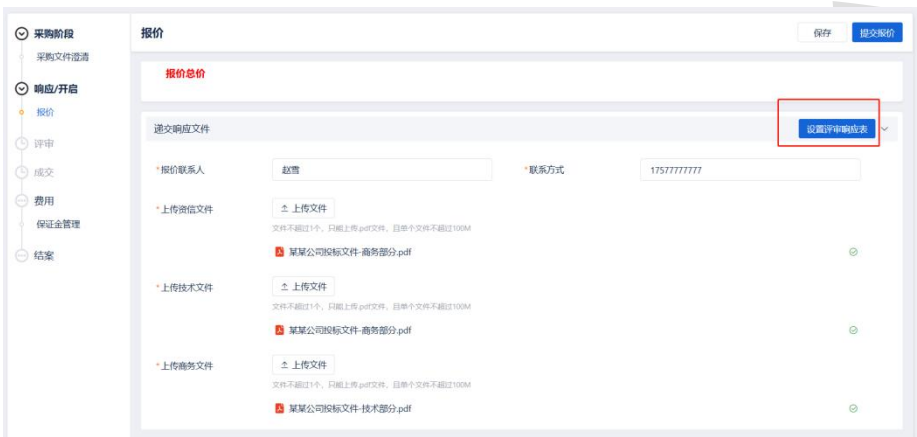 采购阶段
采购文件澄清
响应/开启
报价
评审
成交
费用
保证金管理
结案
报价
保存
提交报价
报价总价
递交响应文件
设置评审响应表
*报价联系人
赵雪
*联系方式
17577777777
*上传资信文件
上传文件
文件不超过1个，只能上传.pdf文件，且单个文件不超过100M
某某公司投标文件-商务部分.pdf
*上传技术文件
上传文件
文件不超过1个，只能上传.pdf文件，且单个文件不超过100M
某某公司投标文件-商务部分.pdf
*上传商务文件
上传文件
文件不超过1个，只能上传.pdf文件，且单个文件不超过100M
某某公司投标文件-技术部分.pdf